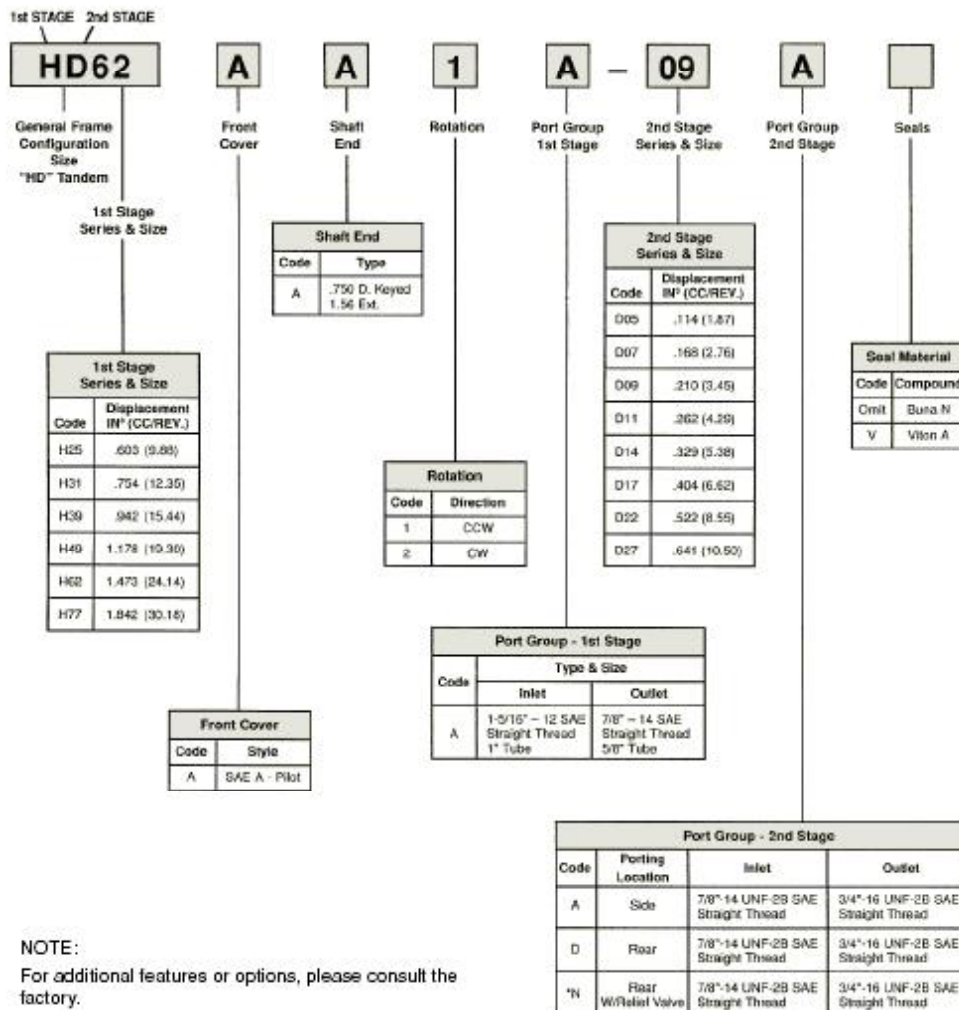 1st STAGE 2nd STAGE
HD62 A A 1 A – 09 A
General Frame
Configuration
Size
"HD" Tandem
Front
Cover
Shaft
End
Rotation
Port Group
1st Stage
2nd Stage
Series & Size
Port Group
2nd Stage
Seals
1st Stage
Series & Size
Shaft End
Code Type
A .750 D. Keyed
1.56 Ext.
2nd Stage
Series & Size
Code Displacement
IN³ (CC/REV.)
D05 .114 (1.87)
D07 .168 (2.76)
D09 .210 (3.45)
D11 .262 (4.29)
D14 .329 (5.38)
D17 .404 (6.62)
D22 .522 (8.55)
D27 .641 (10.50)
Seal Material
Code Compound
Omit Buna N
V Viton A
1st Stage
Series & Size
Code Displacement
IN³ (CC/REV.)
H25 .603 (9.88)
H31 .754 (12.35)
H39 .942 (15.44)
H49 1.178 (19.30)
H62 1.473 (24.14)
H77 1.842 (30.18)
Rotation
Code Direction
1 CCW
2 CW
Port Group - 1st Stage
Code Type & Size
Inlet Outlet
A 1-5/16" – 12 SAE
Straight Thread
1" Tube
7/8" – 14 SAE
Straight Thread
5/8" Tube
Front Cover
Code Style
A SAE A - Pilot
Port Group - 2nd Stage
Code Porting
Location
Inlet Outlet
A Side 7/8"-14 UNF-2B SAE
Straight Thread
3/4"-16 UNF-2B SAE
Straight Thread
D Rear 7/8"-14 UNF-2B SAE
Straight Thread
3/4"-16 UNF-2B SAE
Straight Thread
*N Rear
W/Relief Valve
7/8"-14 UNF-2B SAE
Straight Thread
3/4"-16 UNF-2B SAE
Straight Thread
NOTE:
For additional features or options, please consult the
factory.